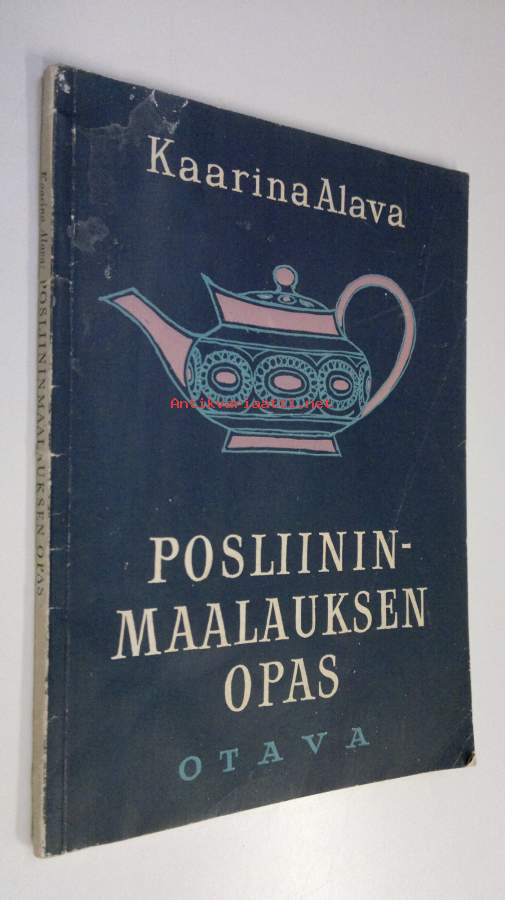 Kaarina Alava
Antikvariaatti.net
POSLIININ-
MAALAUKSEN
OPAS
OTAVA
Kaarina Alava: POSLIININMAALAUKSEN OPAS